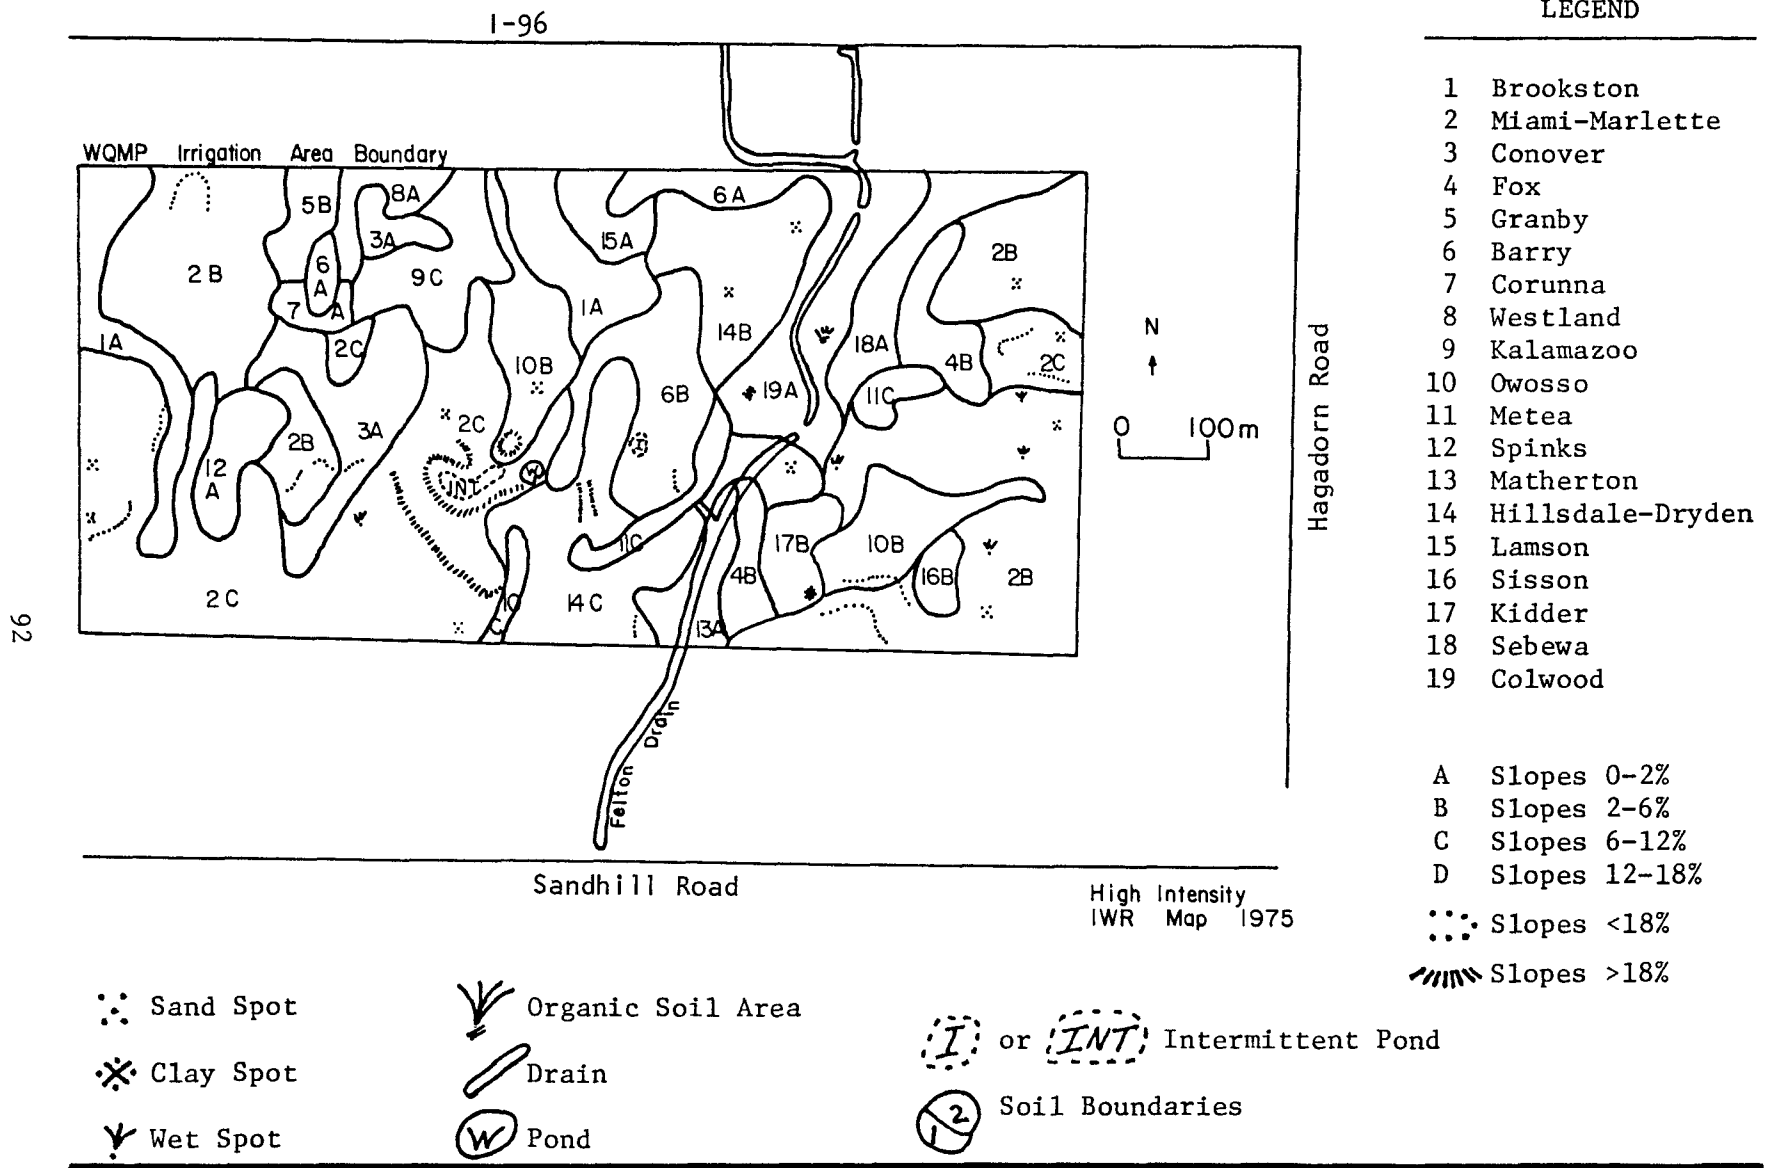 I-96
WQMP Irrigation Area Boundary
5B
8A
6A
3A
15A
2B
2B
6
A
9C
7 A
1A
1A
2C
14B
18A
4B
2C
10B
6B
19A
11C
2C
3A
2B
12
A
INT
W
I
11C
17B
10B
4B
16B
2B
2C
10
C
14C
13A
N
0 100m
Hagadorn Road
Felton Drain
Sandhill Road
High Intensity
IWR Map 1975
92
LEGEND
1 Brookston
2 Miami-Marlette
3 Conover
4 Fox
5 Granby
6 Barry
7 Corunna
8 Westland
9 Kalamazoo
10 Owosso
11 Metea
12 Spinks
13 Matherton
14 Hillsdale-Dryden
15 Lamson
16 Sisson
17 Kidder
18 Sebewa
19 Colwood
A Slopes 0-2%
B Slopes 2-6%
C Slopes 6-12%
D Slopes 12-18%
Slopes <18%
Slopes >18%
Sand Spot
Clay Spot
Wet Spot
Organic Soil Area
Drain
W Pond
I or INT Intermittent Pond
1 2 Soil Boundaries